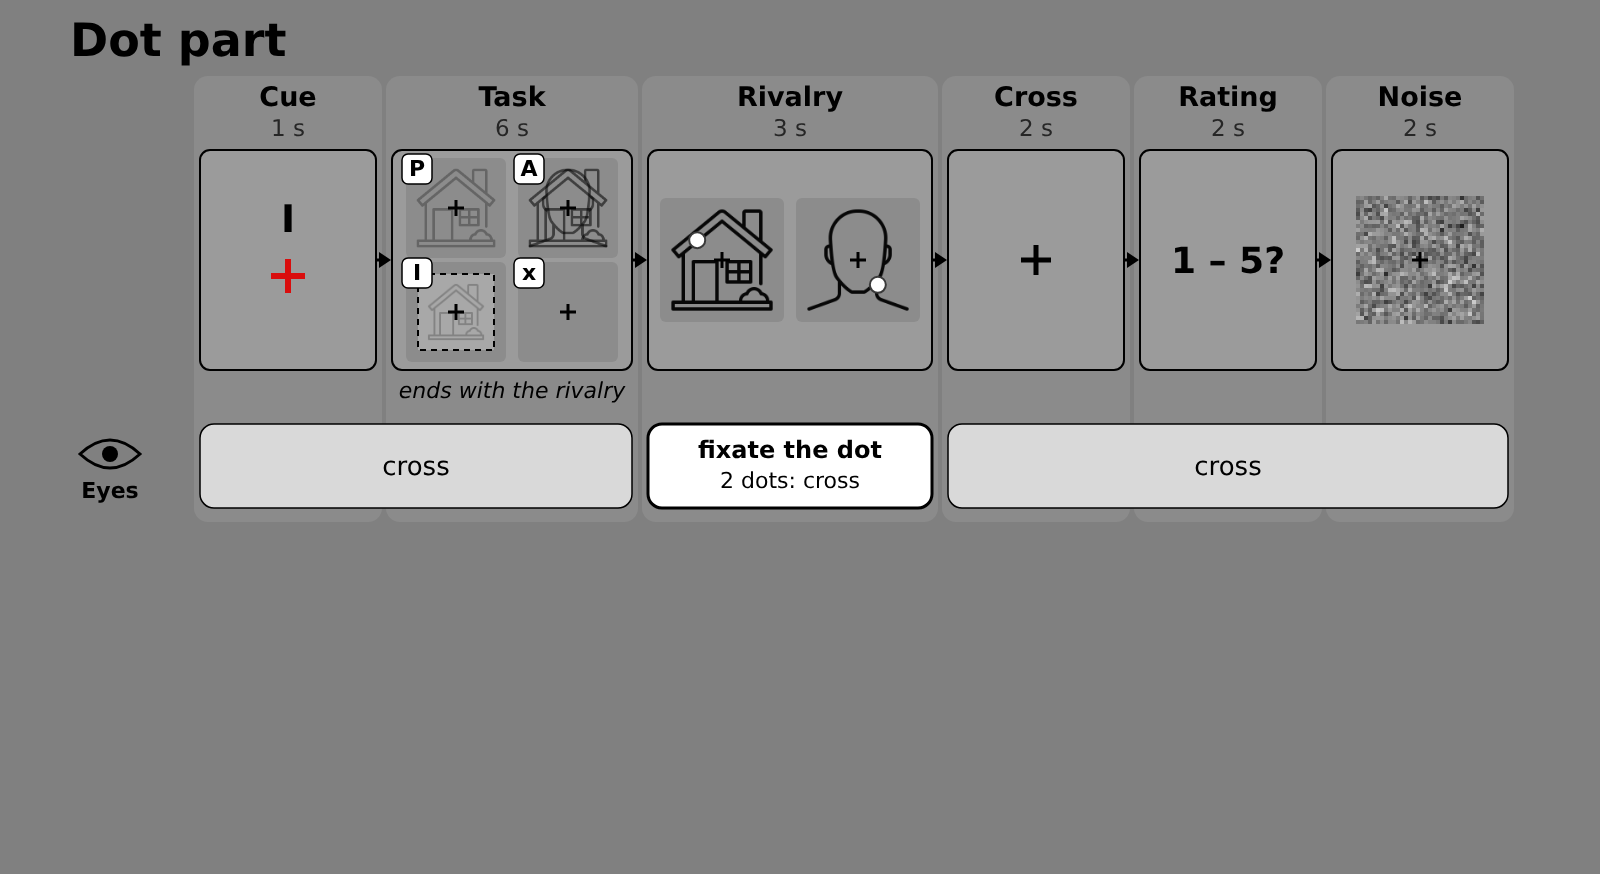 Dot part
Cue
1 s
Task
6 s
Rivalry
3 s
Cross
2 s
Rating
2 s
Noise
2 s
I
+
P
A
I
x
1 – 5?
ends with the rivalry
Eyes
cross
fixate the dot
2 dots: cross
cross